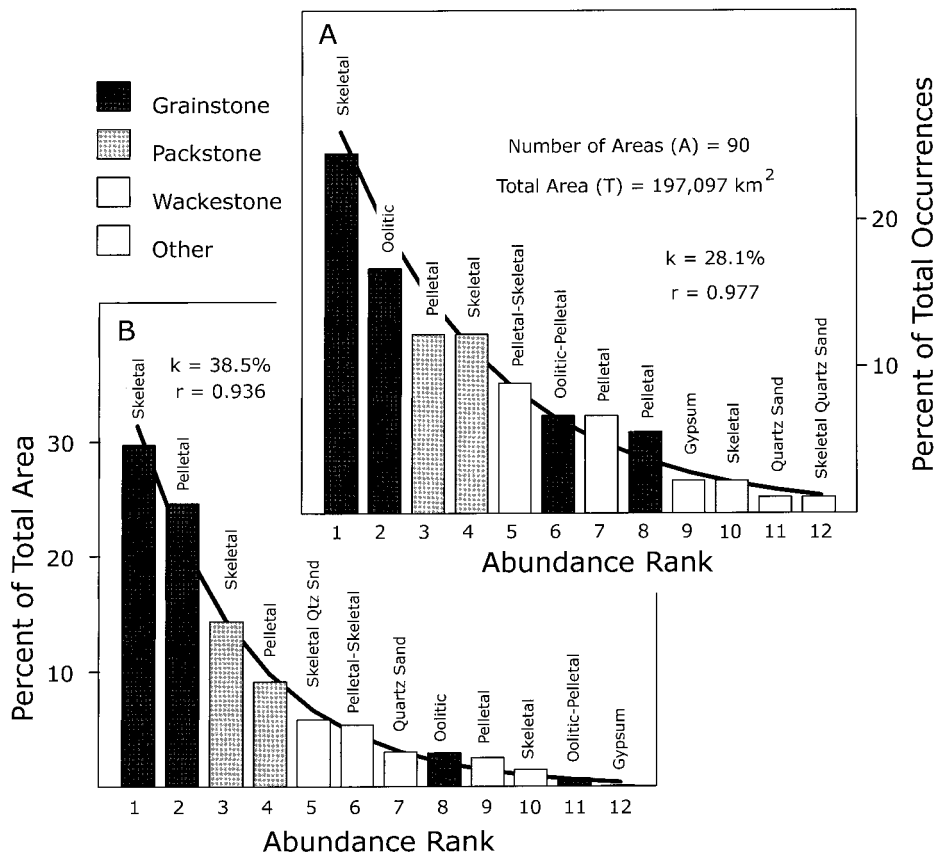 A
Grainstone
Packstone
Wackestone
Other
Number of Areas (A) = 90
Total Area (T) = 197,097 km2
k = 28.1%
r = 0.977
Skeletal
Oolitic
Pelletal
Skeletal
Pelletal-Skeletal
Oolitic-Pelletal
Pelletal
Pelletal
Gypsum
Skeletal
Quartz Sand
Skeletal Quartz Sand
20
10
Percent of Total Occurrences
1 2 3 4 5 6 7 8 9 10 11 12
Abundance Rank
B
k = 38.5%
r = 0.936
Skeletal
Pelletal
Skeletal
Pelletal
Skeletal Qtz Snd
Pelletal-Skeletal
Quartz Sand
Oolitic
Pelletal
Skeletal
Oolitic-Pelletal
Gypsum
30
20
10
Percent of Total Area
1 2 3 4 5 6 7 8 9 10 11 12
Abundance Rank